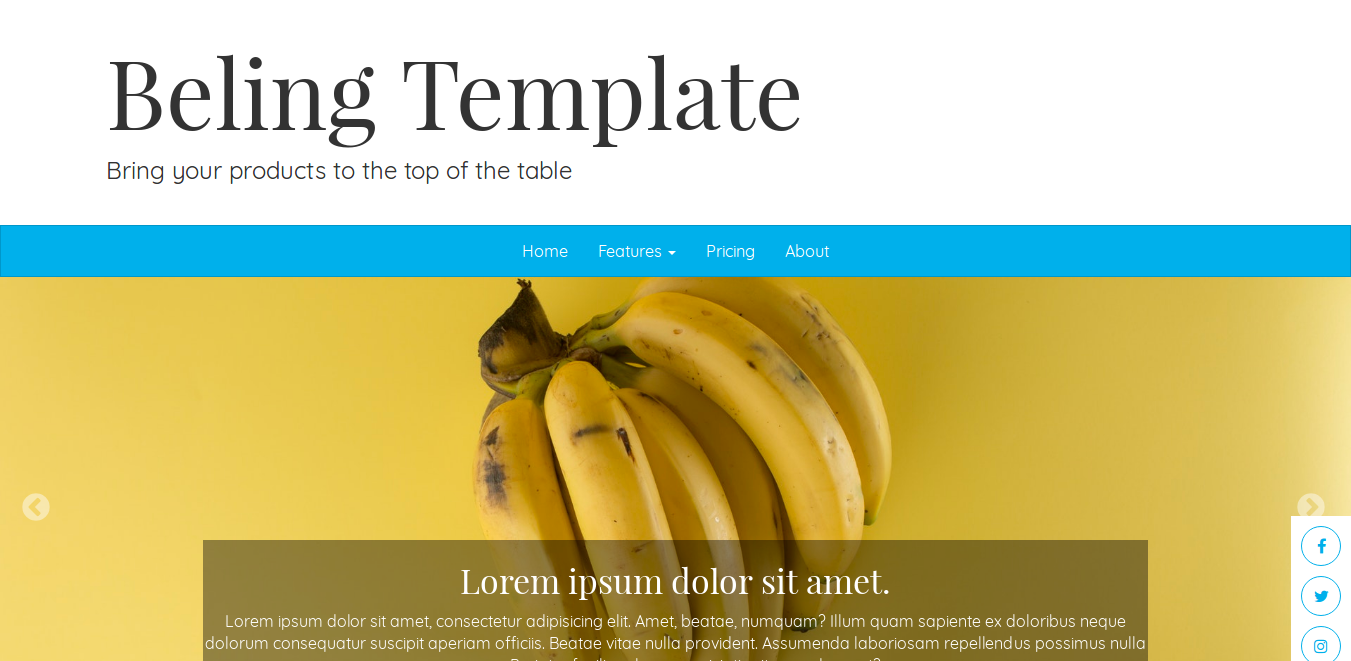 Beling Template
Bring your products to the top of the table
Home Features Pricing About
Lorem ipsum dolor sit amet.
Lorem ipsum dolor sit amet, consectetur adipisicing elit. Amet, beatae, numquam? Illum quam sapiente ex doloribus neque
dolorum consequatur suscipit aperiam officiis. Beatae vitae nulla provident. Assumenda laboriosam repellendus possimus nulla